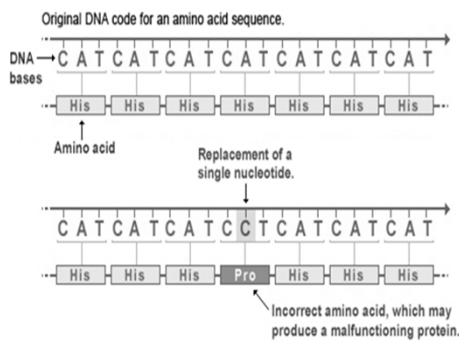 Original DNA code for an amino acid sequence.
DNA bases
C A T C A T C A T C A T C A T C A T C A T
His His His His His His His
Amino acid
Replacement of a
single nucleotide.
C A T C A T C A T C C T C A T C A T C A T
His His His Pro His His His
Incorrect amino acid, which may
produce a malfunctioning protein.